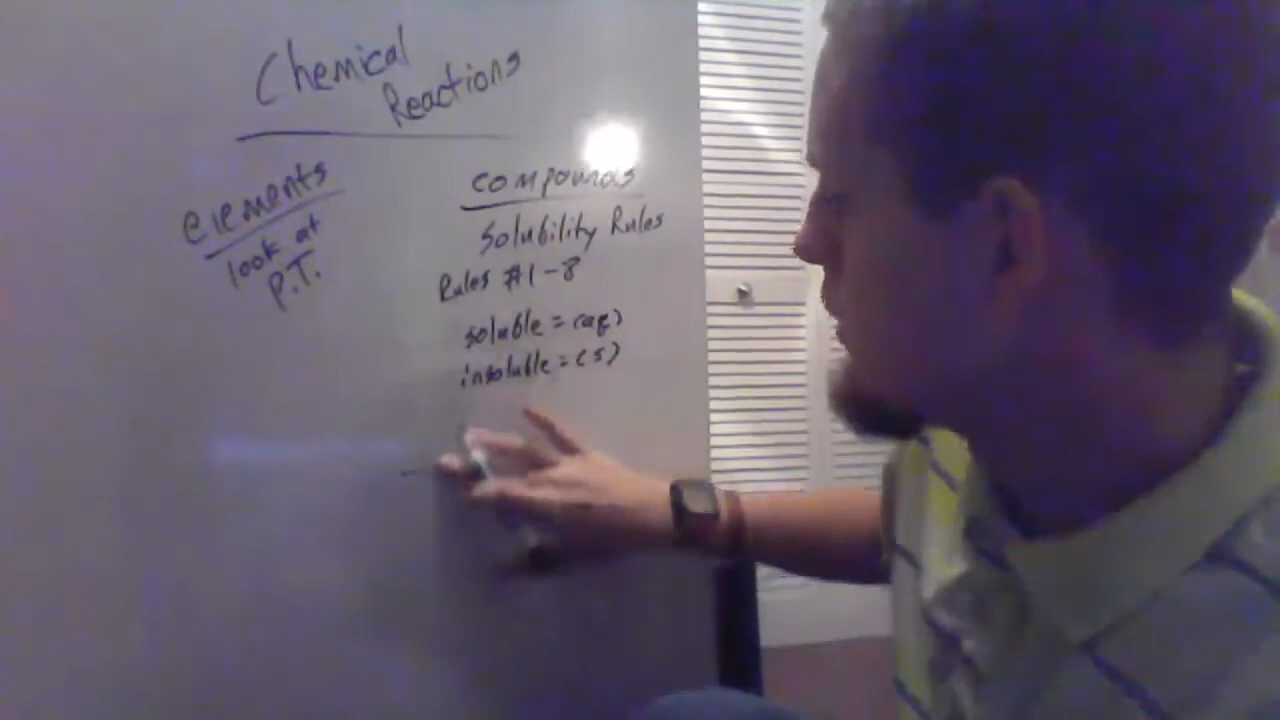 Chemical
Reactions
elements
look at
P.T.
compounds
Solubility Rules
Rules #1-8
soluble = (aq)
insoluble = (s)